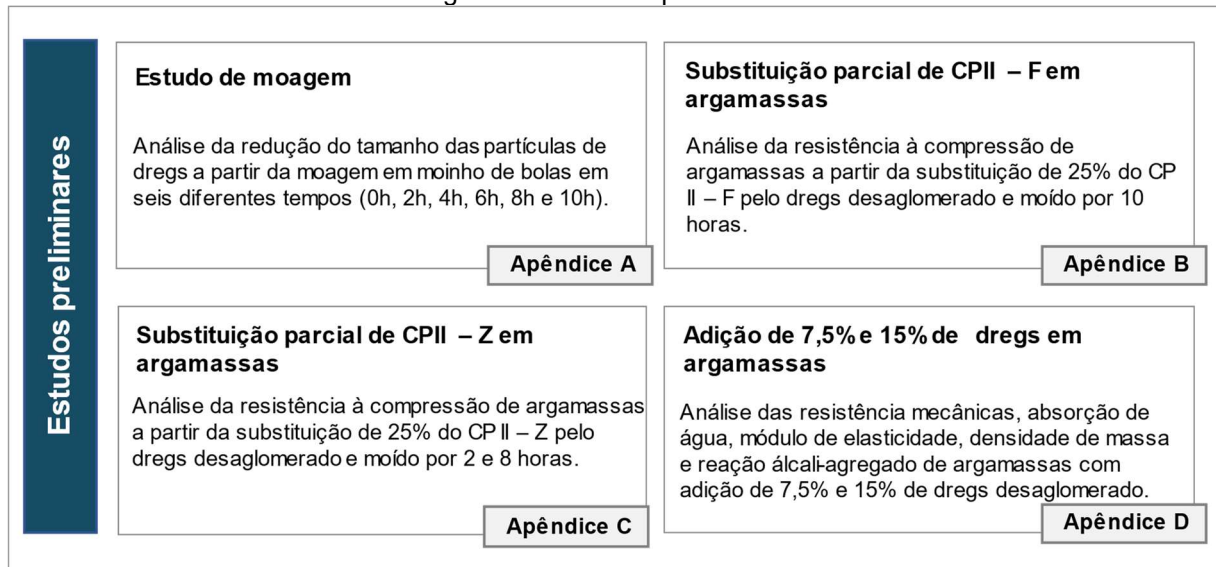 Estudos preliminares
Estudo de moagem
Análise da redução do tamanho das partículas de
dregs a partir da moagem em moinho de bolas em
seis diferentes tempos (0h, 2h, 4h, 6h, 8h e 10h).
Apêndice A
Substituição parcial de CPII – F em
argamassas
Análise da resistência à compressão de
argamassas a partir da substituição de 25% do CP
II – F pelo dregs desaglomerado e moído por 10
horas.
Apêndice B
Substituição parcial de CPII – Z em
argamassas
Análise da resistência à compressão de argamassas
a partir da substituição de 25% do CP II – Z pelo
dregs desaglomerado e moído por 2 e 8 horas.
Apêndice C
Adição de 7,5% e 15% de dregs em
argamassas
Análise das resistência mecânicas, absorção de
água, módulo de elasticidade, densidade de massa
e reação álcali-agregado de argamassas com
adição de 7,5% e 15% de dregs desaglomerado.
Apêndice D